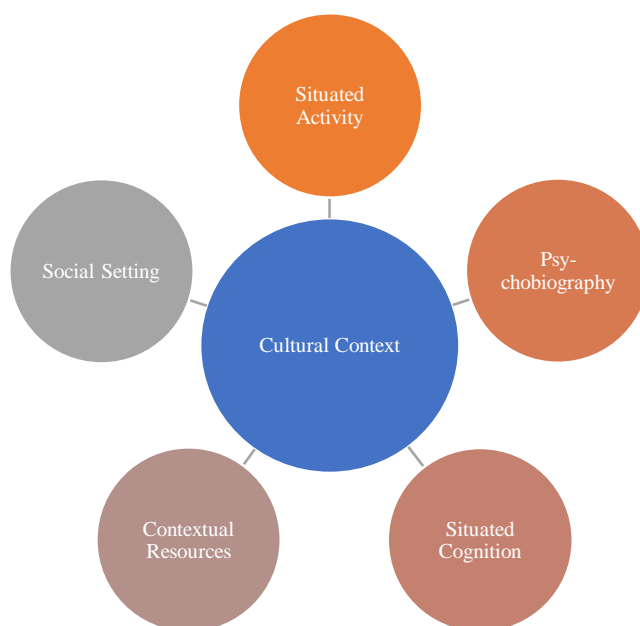 Situated
Activity
Social Setting
Psy-
chobiography
Cultural Context
Contextual
Resources
Situated
Cognition